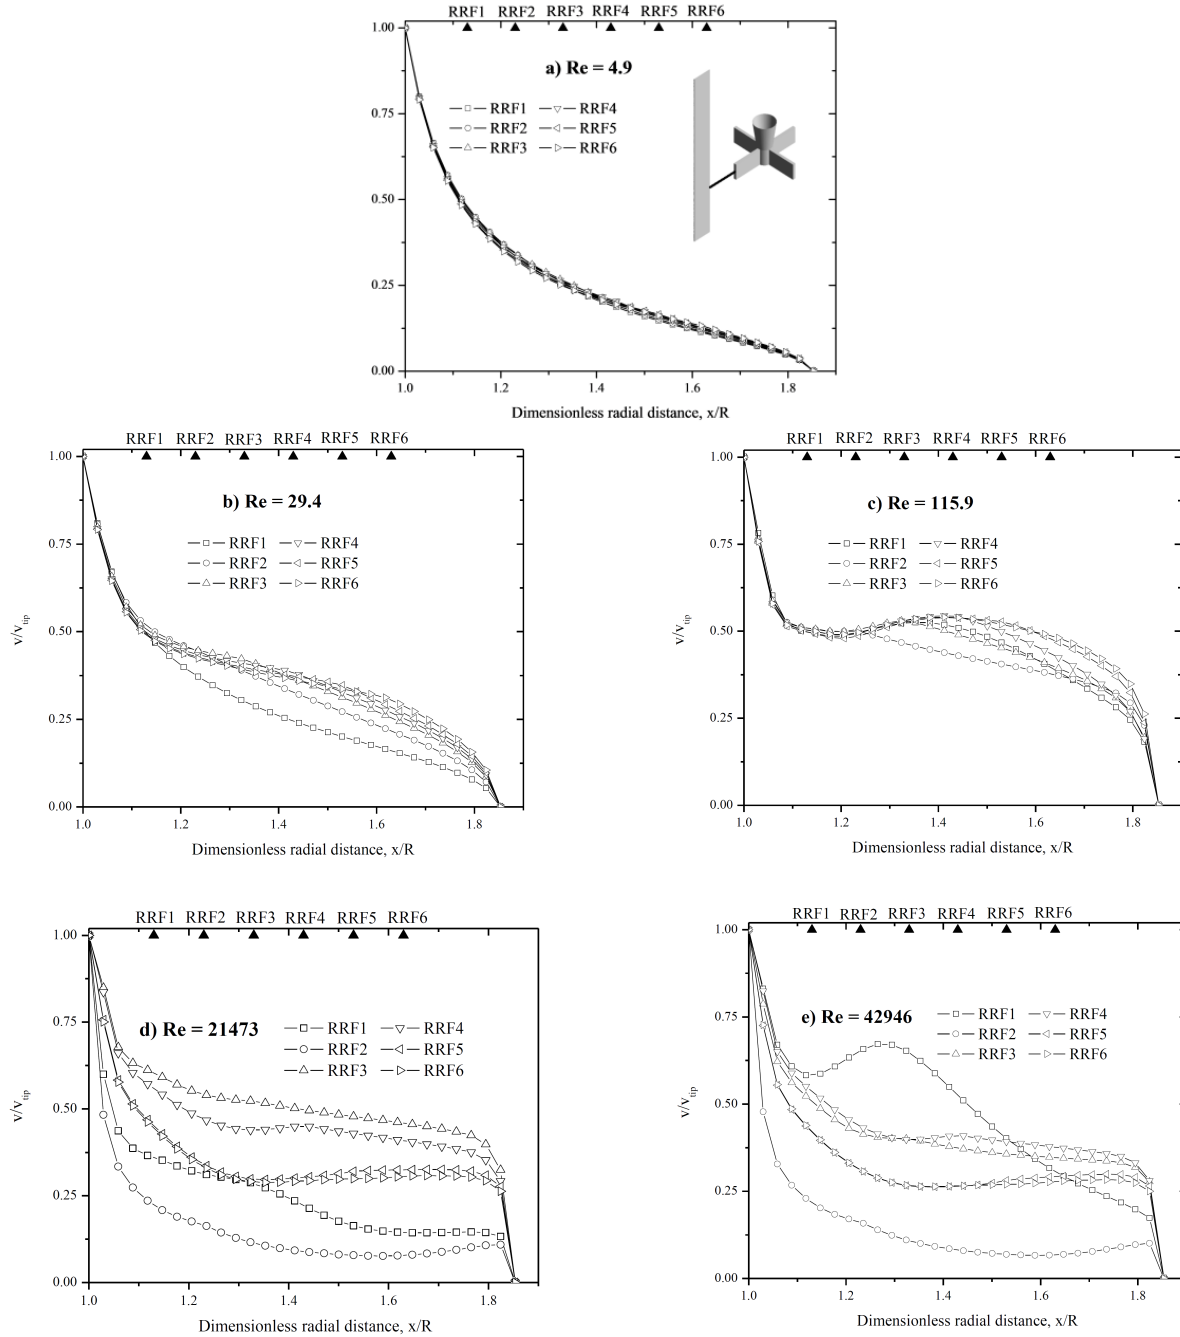 RRF1 RRF2 RRF3 RRF4 RRF5 RRF6
1.00
a) Re = 4.9
0.75
RRF1 RRF4
RRF2 RRF5
RRF3 RRF6
0.50
0.25
0.00
1.0 1.2 1.4 1.6 1.8
Dimensionless radial distance, x/R
RRF1 RRF2 RRF3 RRF4 RRF5 RRF6
1.00
b) Re = 29.4
0.75
RRF1 RRF4
RRF2 RRF5
RRF3 RRF6
v/v_tip
0.50
0.25
0.00
1.0 1.2 1.4 1.6 1.8
Dimensionless radial distance, x/R
RRF1 RRF2 RRF3 RRF4 RRF5 RRF6
1.00
c) Re = 115.9
0.75
RRF1 RRF4
RRF2 RRF5
RRF3 RRF6
v/v_tip
0.50
0.25
0.00
1.0 1.2 1.4 1.6 1.8
Dimensionless radial distance, x/R
RRF1 RRF2 RRF3 RRF4 RRF5 RRF6
1.00
0.75
d) Re = 21473
RRF1 RRF4
RRF2 RRF5
RRF3 RRF6
v/v_tip
0.50
0.25
0.00
1.0 1.2 1.4 1.6 1.8
Dimensionless radial distance, x/R
RRF1 RRF2 RRF3 RRF4 RRF5 RRF6
1.00
0.75
e) Re = 42946
RRF1 RRF4
RRF2 RRF5
RRF3 RRF6
v/v_tip
0.50
0.25
0.00
1.0 1.2 1.4 1.6 1.8
Dimensionless radial distance, x/R